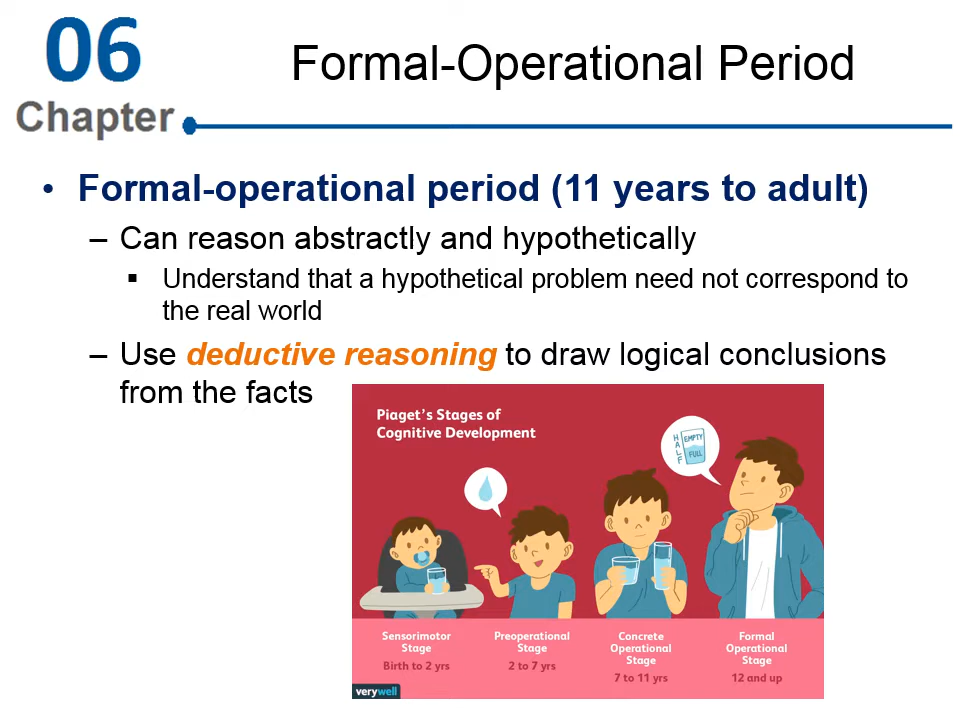 06
Chapter
Formal-Operational Period
• Formal-operational period (11 years to adult)
– Can reason abstractly and hypothetically
▪ Understand that a hypothetical problem need not correspond to
the real world
– Use deductive reasoning to draw logical conclusions
from the facts
Piaget's Stages of
Cognitive Development
HALF
EMPTY
FULL
Sensorimotor
Stage
Birth to 2 yrs
Preoperational
Stage
2 to 7 yrs
Concrete
Operational
Stage
7 to 11 yrs
Formal
Operational
Stage
12 and up
verywell